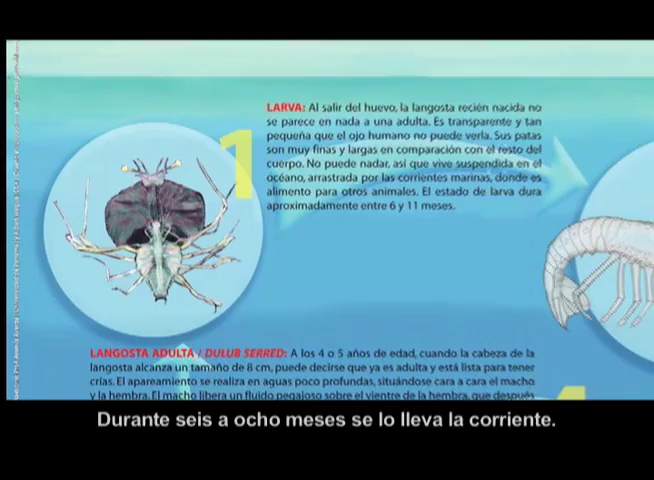 1
LARVA: Al salir del huevo, la langosta recién nacida no
se parece en nada a una adulta. Es transparente y tan
pequeña que el ojo humano no puede verla. Sus patas
son muy finas y largas en comparación con el resto del
cuerpo. No puede nadar, así que vive suspendida en el
océano, arrastrada por las corrientes marinas, donde es
alimento para otros animales. El estado de larva dura
aproximadamente entre 6 y 11 meses.
LANGOSTA ADULTA / DULUB SERRED: A los 4 o 5 años de edad, cuando la cabeza de la
langosta alcanza un tamaño de 8 cm, puede decirse que ya es adulta y está lista para tener
crías. El apareamiento se realiza en aguas poco profundas, situándose cara a cara el macho
y la hembra. El macho libera un fluido pegajoso sobre el vientre de la hembra, que después
Durante seis a ocho meses se lo lleva la corriente.